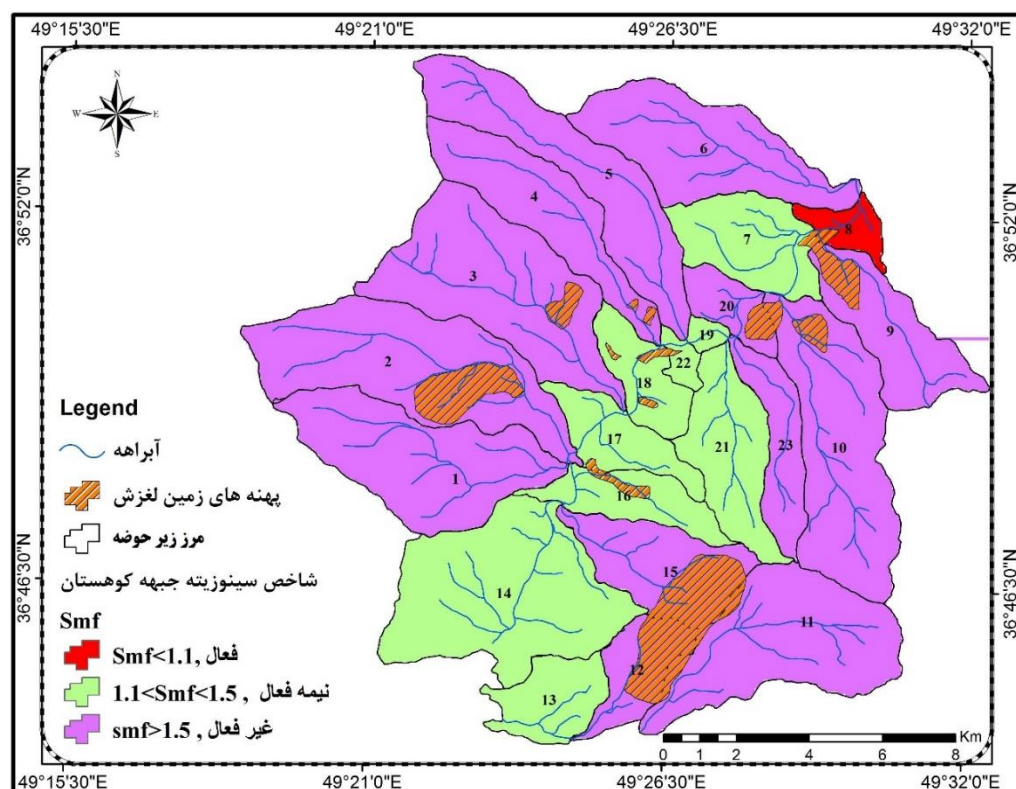 49°15'30"E 49°21'0"E 49°26'30"E 49°32'0"E
36°52'0"N
36°52'0"N
36°46'30"N
36°46'30"N
N
W E
S
6
5
4
8
7
3
9
20
19
2
22
18
17
21
23
10
1
16
15
14
11
12
13
Legend
آبراهه
پهنه های زمین لغزش
مرز زیر حوضه
شاخص سینوزیته جبهه کوهستان
Smf
فعال , Smf<1.1
نیمه فعال , 1.1<Smf<1.5
غیر فعال , smf>1.5
Km
0 1 2 4 6 8
49°15'30"E 49°21'0"E 49°26'30"E 49°32'0"E